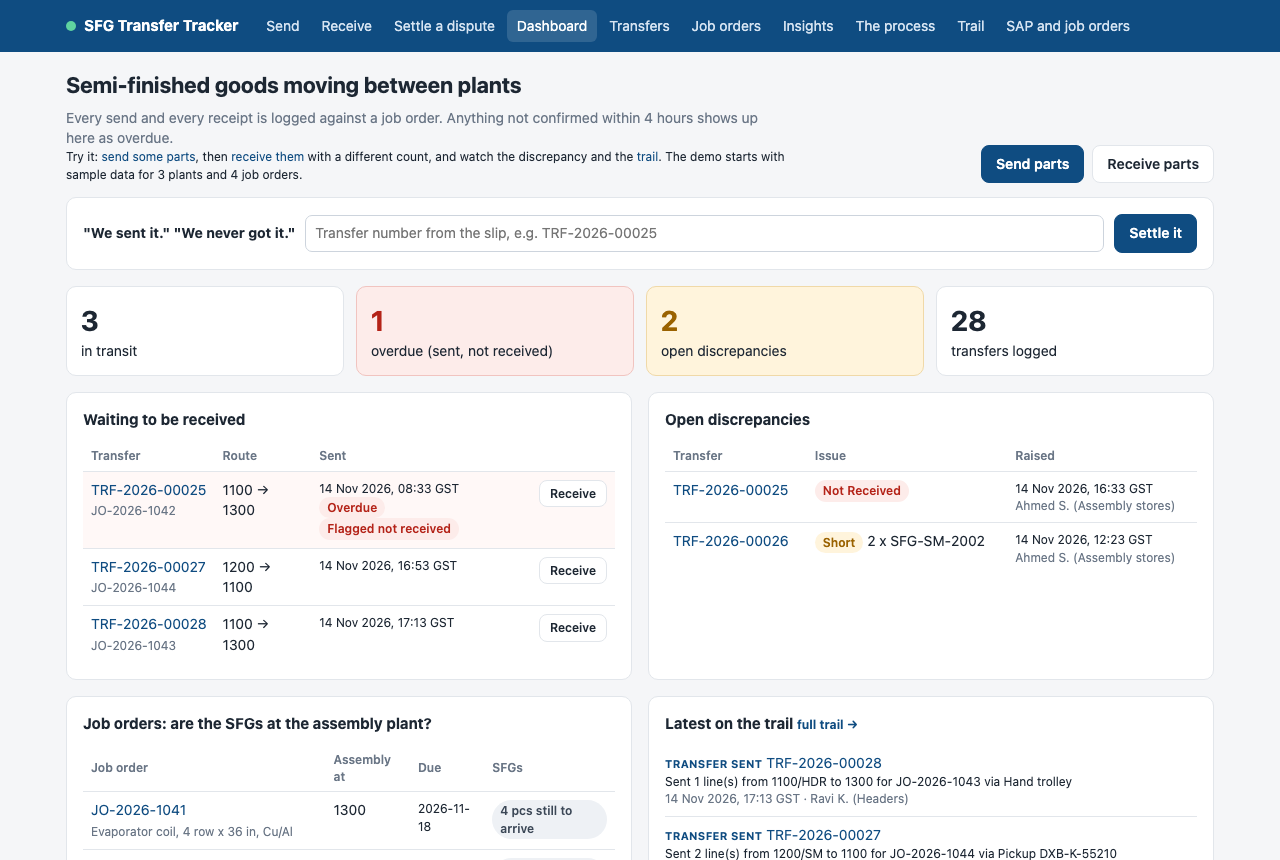 SFG Transfer Tracker Send Receive Settle a dispute Dashboard Transfers Job orders Insights The process Trail SAP and job orders
Semi-finished goods moving between plants
Every send and every receipt is logged against a job order. Anything not confirmed within 4 hours shows up
here as overdue.
Try it: send some parts, then receive them with a different count, and watch the discrepancy and the trail. The demo starts with
sample data for 3 plants and 4 job orders.
Send parts Receive parts
"We sent it." "We never got it." Transfer number from the slip, e.g. TRF-2026-00025 Settle it
3
in transit
1
overdue (sent, not received)
2
open discrepancies
28
transfers logged
Waiting to be received
Transfer Route Sent
TRF-2026-00025 1100 → 14 Nov 2026, 08:33 GST Receive
JO-2026-1042 1300 Overdue
Flagged not received
TRF-2026-00027 1200 → 14 Nov 2026, 16:53 GST Receive
JO-2026-1044 1100
TRF-2026-00028 1100 → 14 Nov 2026, 17:13 GST Receive
JO-2026-1043 1300
Open discrepancies
Transfer Issue Raised
TRF-2026-00025 Not Received 14 Nov 2026, 16:33 GST
Ahmed S. (Assembly stores)
TRF-2026-00026 Short 2 x SFG-SM-2002 14 Nov 2026, 12:23 GST
Ahmed S. (Assembly stores)
Job orders: are the SFGs at the assembly plant?
Job order Assembly at Due SFGs
JO-2026-1041 1300 2026-11- 4 pcs still to
Evaporator coil, 4 row x 36 in, Cu/Al 18 arrive
Latest on the trail full trail →
TRANSFER SENT TRF-2026-00028
Sent 1 line(s) from 1100/HDR to 1300 for JO-2026-1043 via Hand trolley
14 Nov 2026, 17:13 GST · Ravi K. (Headers)
TRANSFER SENT TRF-2026-00027
Sent 2 line(s) from 1200/SM to 1100 for JO-2026-1044 via Pickup DXB-K-55210